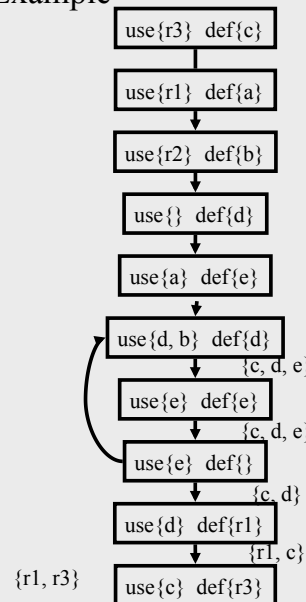 Example
use{r3} def{c}
use{r1} def{a}
use{r2} def{b}
use{} def{d}
use{a} def{e}
use{d, b} def{d}
{c, d, e}
use{e} def{e}
{c, d, e}
use{e} def{}
{c, d}
use{d} def{r1}
{r1, c}
{r1, r3} use{c} def{r3}